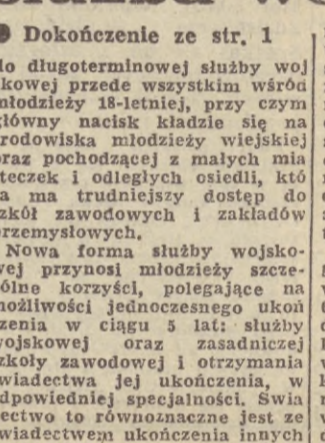 ● Dokończenie ze str. 1
do długoterminowej służby woj
skowej przede wszystkim wśród
młodzieży 18-letniej, przy czym
główny nacisk kładzie się na
środowiska młodzieży wiejskiej
oraz pochodzącej z małych mia
steczek i odległych osiedli, któ
ra ma trudniejszy dostęp do
szkół zawodowych i zakładów
przemysłowych.
Nowa forma służby wojsko-
wej przynosi młodzieży szcze-
gólne korzyści, polegające na
możliwości jednoczesnego ukoń
czenia w ciągu 5 lat: służby
wojskowej oraz zasadniczej
szkoły zawodowej i otrzymania
świadectwa jej ukończenia, w
odpowiedniej specjalności. Świa
dectwo to równoznaczne jest ze
świadectwem ukończenia innych